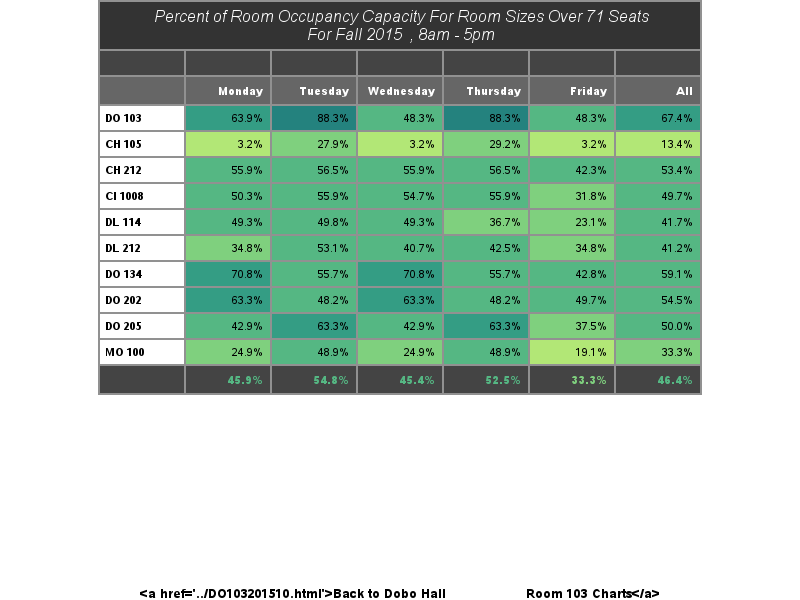 Percent of Room Occupancy Capacity For Room Sizes Over 71 Seats
For Fall 2015 , 8am - 5pm
Monday Tuesday Wednesday Thursday Friday All
DO 103 63.9% 88.3% 48.3% 88.3% 48.3% 67.4%
CH 105 3.2% 27.9% 3.2% 29.2% 3.2% 13.4%
CH 212 55.9% 56.5% 55.9% 56.5% 42.3% 53.4%
CI 1008 50.3% 55.9% 54.7% 55.9% 31.8% 49.7%
DL 114 49.3% 49.8% 49.3% 36.7% 23.1% 41.7%
DL 212 34.8% 53.1% 40.7% 42.5% 34.8% 41.2%
DO 134 70.8% 55.7% 70.8% 55.7% 42.8% 59.1%
DO 202 63.3% 48.2% 63.3% 48.2% 49.7% 54.5%
DO 205 42.9% 63.3% 42.9% 63.3% 37.5% 50.0%
MO 100 24.9% 48.9% 24.9% 48.9% 19.1% 33.3%
45.9% 54.8% 45.4% 52.5% 33.3% 46.4%
<a href='../DO103201510.html'>Back to Dobo Hall Room 103 Charts</a>